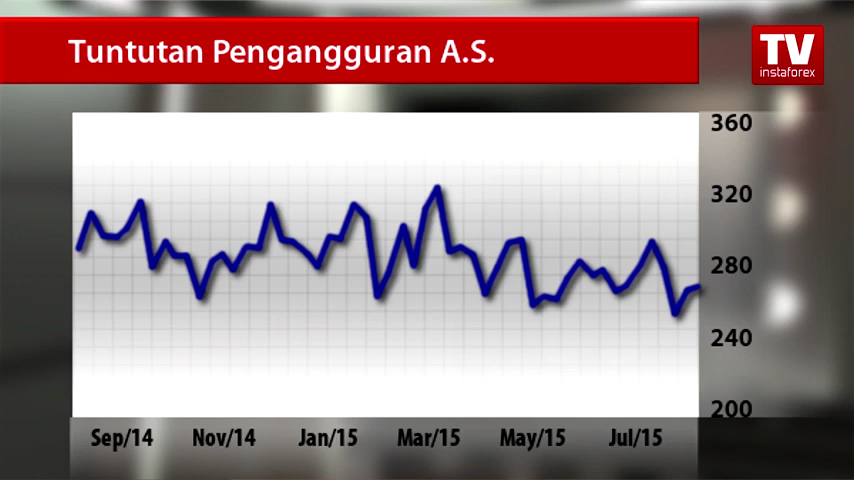 Tuntutan Pengangguran A.S.
TV
instaforex
360
320
280
240
200
Sep/14 Nov/14 Jan/15 Mar/15 May/15 Jul/15